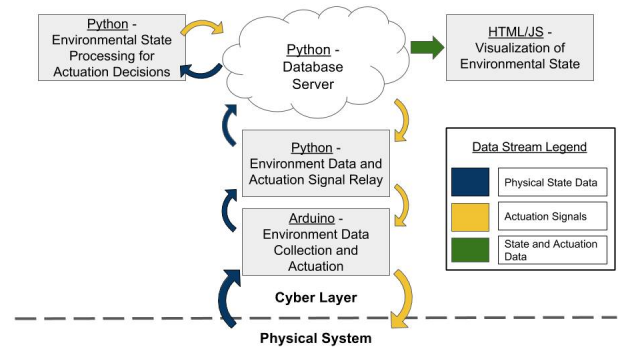 Python -
Environmental State
Processing for
Actuation Decisions
Python -
Database
Server
HTML/JS -
Visualization of
Environmental State
Python -
Environment Data and
Actuation Signal Relay
Arduino -
Environment Data
Collection and
Actuation
Data Stream Legend
Physical State Data
Actuation Signals
State and Actuation
Data
Cyber Layer
Physical System